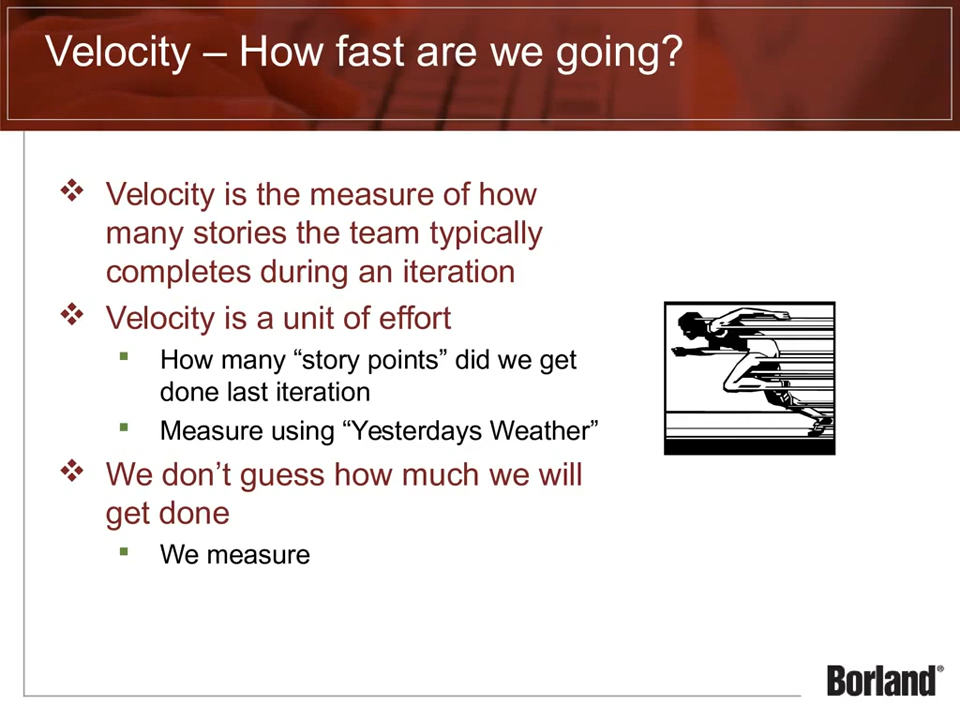 Velocity – How fast are we going?
Velocity is the measure of how
many stories the team typically
completes during an iteration
Velocity is a unit of effort
How many “story points” did we get
done last iteration
Measure using “Yesterdays Weather”
We don’t guess how much we will
get done
We measure
Borland®